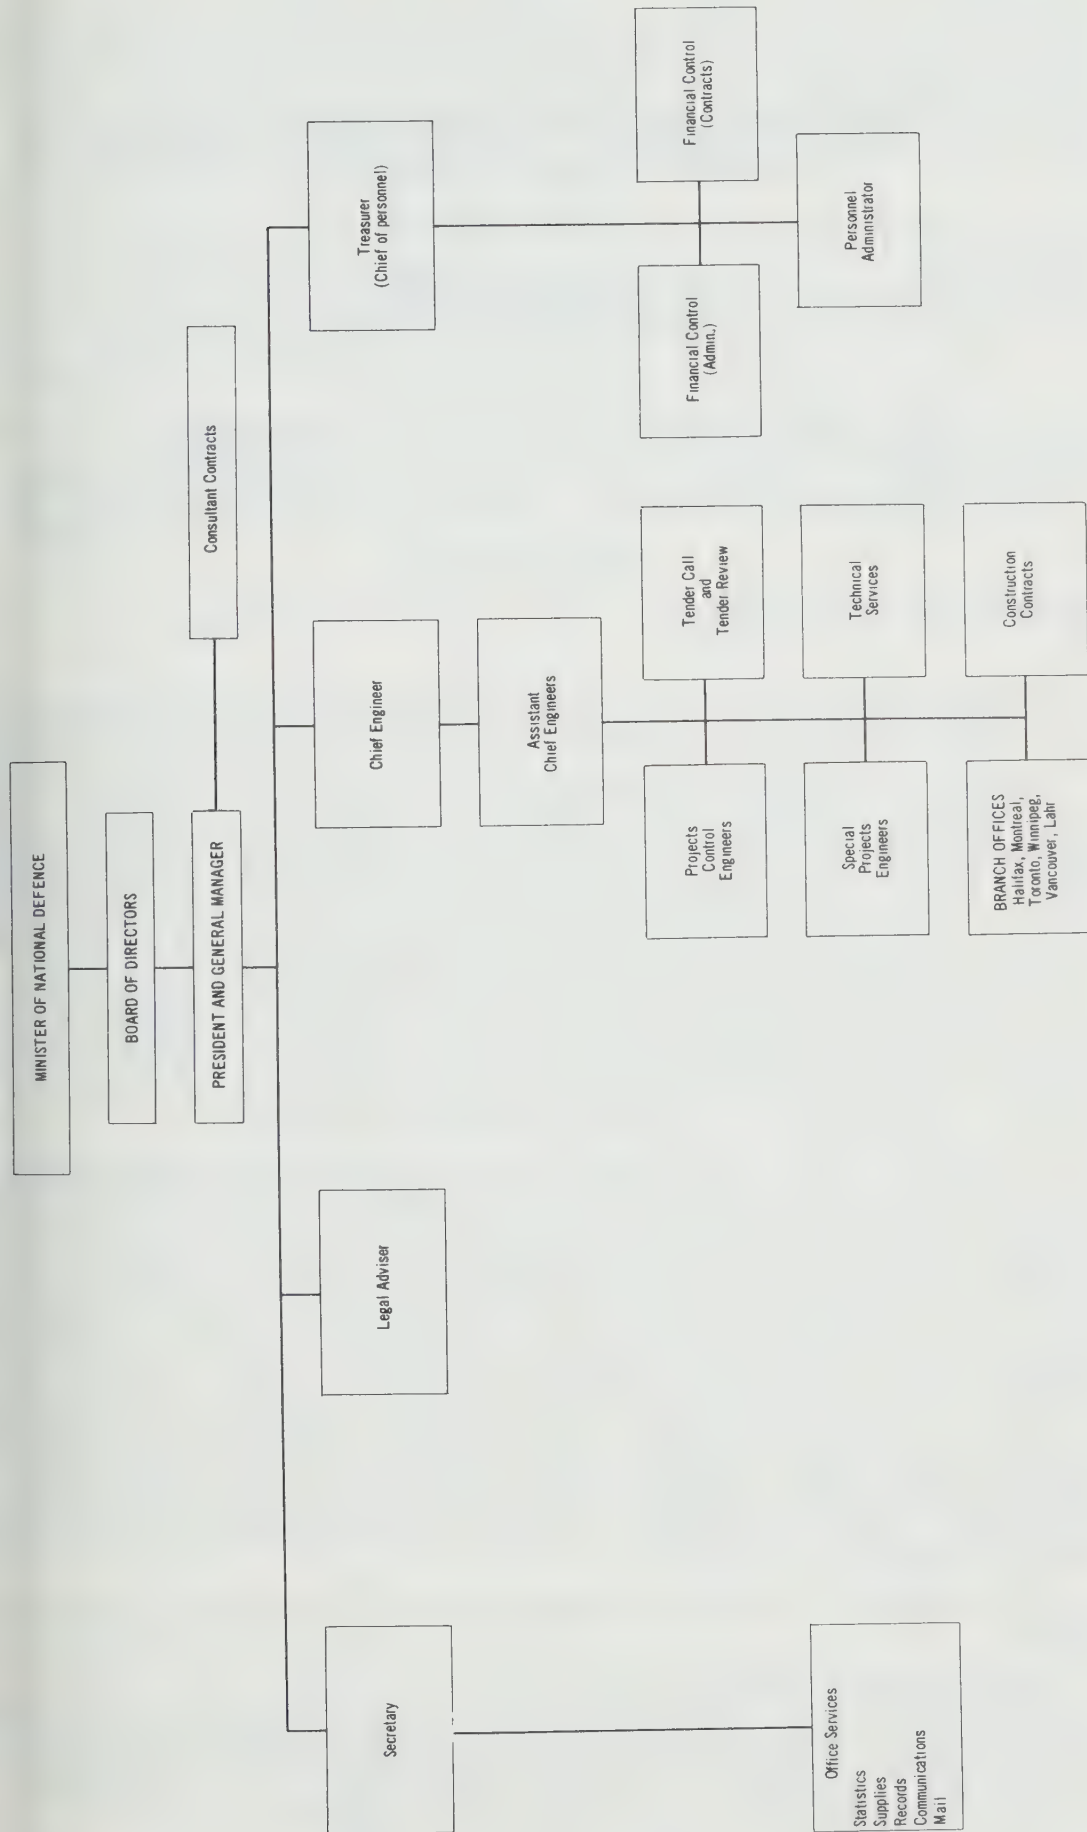 MINISTER OF NATIONAL DEFENCE
BOARD OF DIRECTORS
PRESIDENT AND GENERAL MANAGER
Consultant Contracts
Secretary
Legal Adviser
Chief Engineer
Treasurer
(Chief of personnel)
Office Services
Statistics
Supplies
Records
Communications
Mail
Assistant
Chief Engineers
Projects
Control
Engineers
Tender Call
and
Tender Review
Special
Projects
Engineers
Technical
Services
BRANCH OFFICES
Halifax, Montreal,
Toronto, Winnipeg,
Vancouver, Lahr
Construction
Contracts
Financial Control
(Admin.)
Financial Control
(Contracts)
Personnel
Administrator